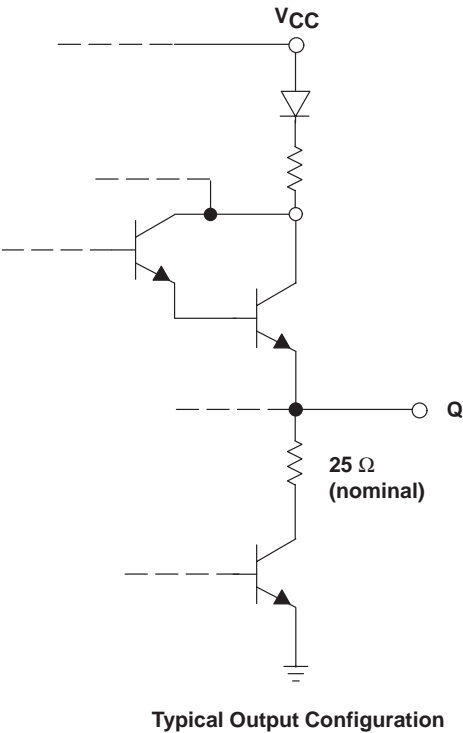 VCC
Q
25 Ω
(nominal)
Typical Output Configuration